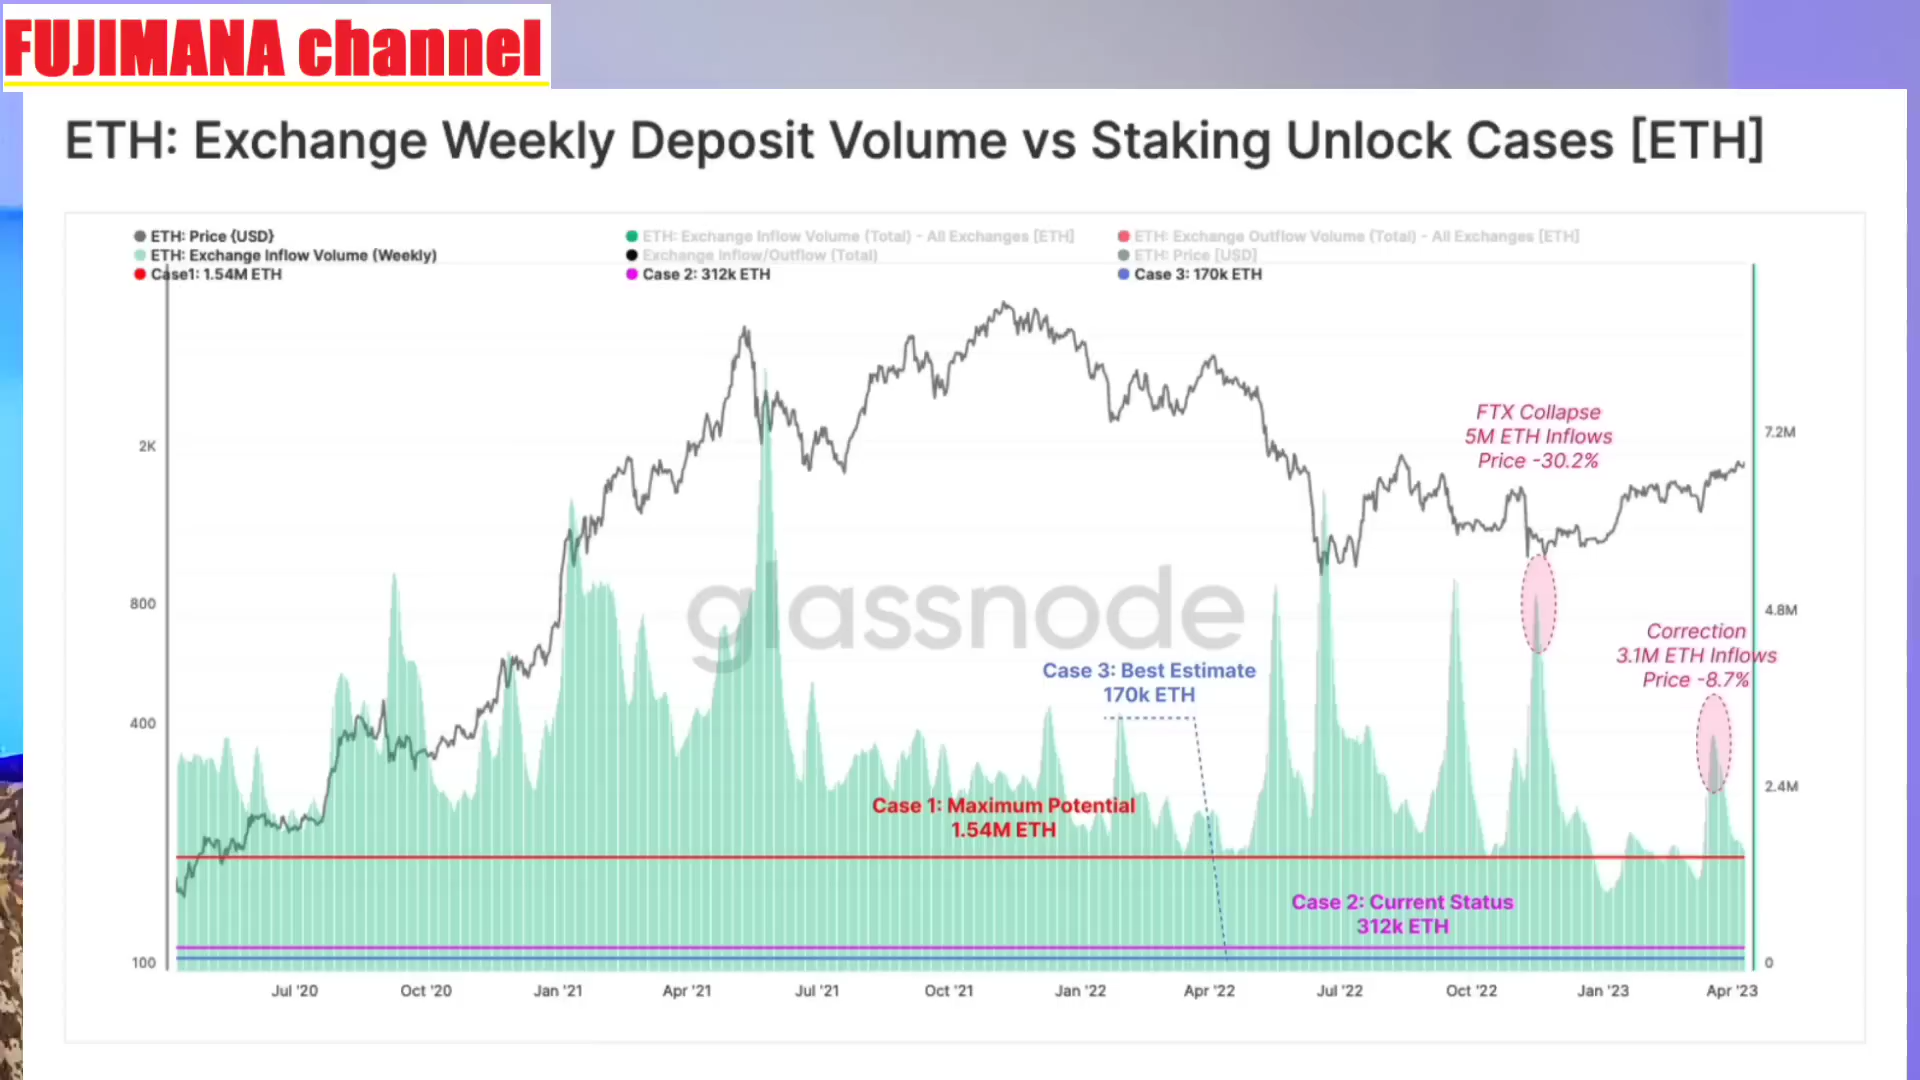 FUJIMANA channel
ETH: Exchange Weekly Deposit Volume vs Staking Unlock Cases [ETH]
ETH: Price {USD}
ETH: Exchange Inflow Volume (Total) - All Exchanges [ETH]
ETH: Exchange Outflow Volume (Total) - All Exchanges [ETH]
ETH: Exchange Inflow Volume (Weekly)
Exchange Inflow/Outflow (Total)
ETH: Price [USD]
Case1: 1.54M ETH
Case 2: 312k ETH
Case 3: 170k ETH
FTX Collapse
5M ETH Inflows
Price -30.2%
2K
7.2M
glassnode
800
4.8M
Correction
3.1M ETH Inflows
Price -8.7%
Case 3: Best Estimate
170k ETH
400
2.4M
Case 1: Maximum Potential
1.54M ETH
Case 2: Current Status
312k ETH
100
0
Jul '20
Oct '20
Jan '21
Apr '21
Jul '21
Oct '21
Jan '22
Apr '22
Jul '22
Oct '22
Jan '23
Apr '23